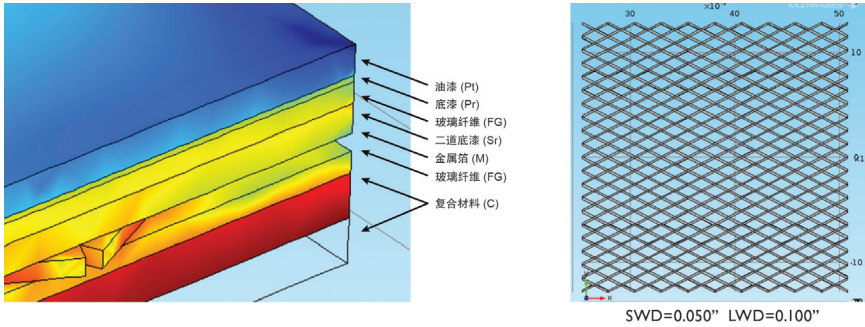 油漆 (Pt)
底漆 (Pr)
玻璃纤维 (FG)
二道底漆 (Sr)
金属箔 (M)
玻璃纤维 (FG)
复合材料 (C)
30
40
50
10
-10
x
SWD=0.050” LWD=0.100”